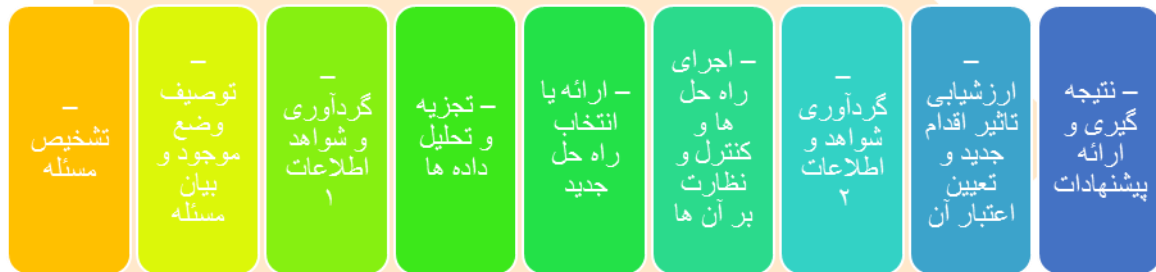 –
تشخیص
مسئله
–
توصیف
وضع
موجود و
بیان
مسئله
–
گردآوری
و شواهد
اطلاعات
۱
– تجزیه
و تحلیل
داده ها
– ارائه یا
انتخاب
راه حل
جدید
– اجرای
راه حل
ها و
کنترل و
نظارت
بر آن ها
–
گردآوری
شواهد و
اطلاعات
۲
–
ارزشیابی
تاثیر اقدام
جدید و
تعیین
اعتبار آن
– نتیجه
گیری و
ارائه
پیشنهادات